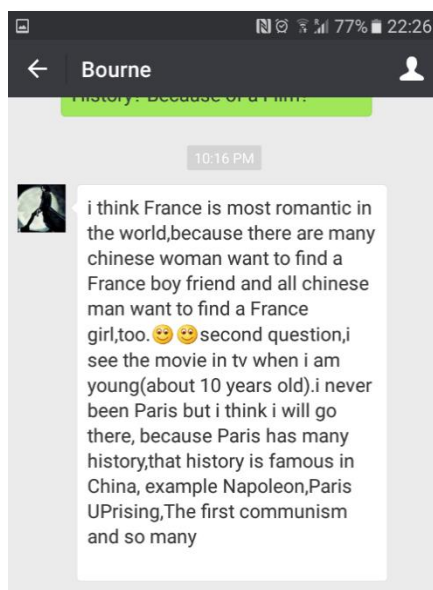 77% 22:26
Bourne
History? Because of a Film?
10:16 PM
i think France is most romantic in
the world,because there are many
chinese woman want to find a
France boy friend and all chinese
man want to find a France
girl,too.😊😊second question,i
see the movie in tv when i am
young(about 10 years old).i never
been Paris but i think i will go
there, because Paris has many
history,that history is famous in
China, example Napoleon,Paris
UPrising,The first communism
and so many